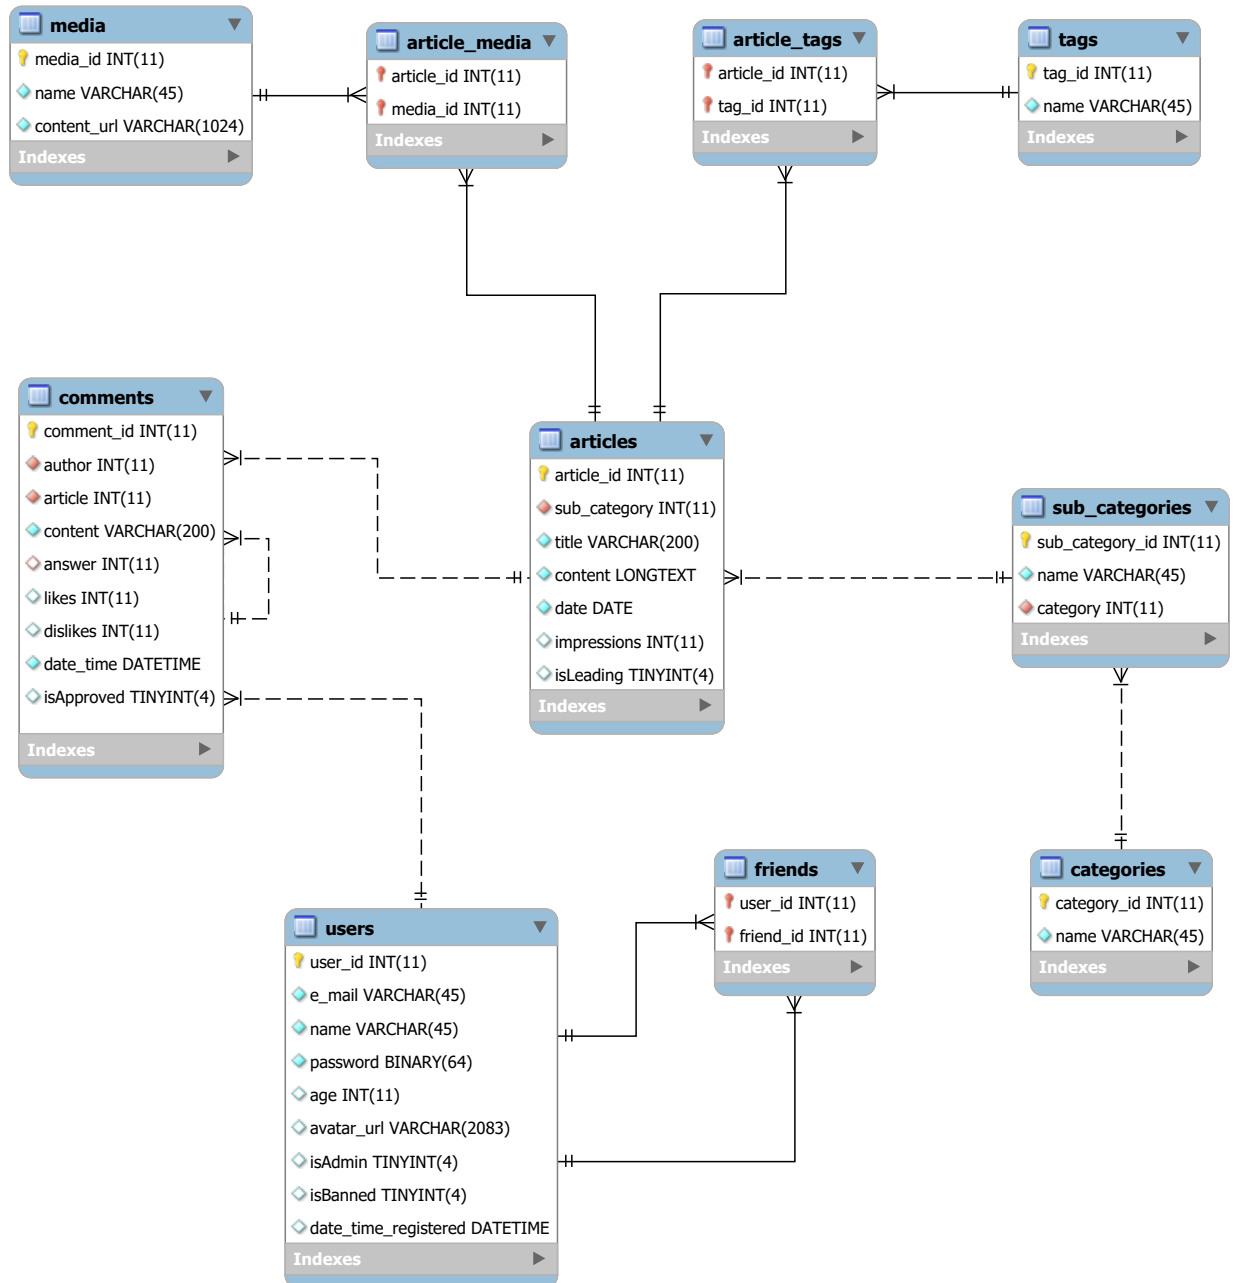 media
media_id INT(11)
name VARCHAR(45)
content_url VARCHAR(1024)
Indexes
article_media
article_id INT(11)
media_id INT(11)
Indexes
article_tags
article_id INT(11)
tag_id INT(11)
Indexes
tags
tag_id INT(11)
name VARCHAR(45)
Indexes
comments
comment_id INT(11)
author INT(11)
article INT(11)
content VARCHAR(200)
answer INT(11)
likes INT(11)
dislikes INT(11)
date_time DATETIME
isApproved TINYINT(4)
Indexes
articles
article_id INT(11)
sub_category INT(11)
title VARCHAR(200)
content LONGTEXT
date DATE
impressions INT(11)
isLeading TINYINT(4)
Indexes
sub_categories
sub_category_id INT(11)
name VARCHAR(45)
category INT(11)
Indexes
users
user_id INT(11)
e_mail VARCHAR(45)
name VARCHAR(45)
password BINARY(64)
age INT(11)
avatar_url VARCHAR(2083)
isAdmin TINYINT(4)
isBanned TINYINT(4)
date_time_registered DATETIME
Indexes
friends
user_id INT(11)
friend_id INT(11)
Indexes
categories
category_id INT(11)
name VARCHAR(45)
Indexes